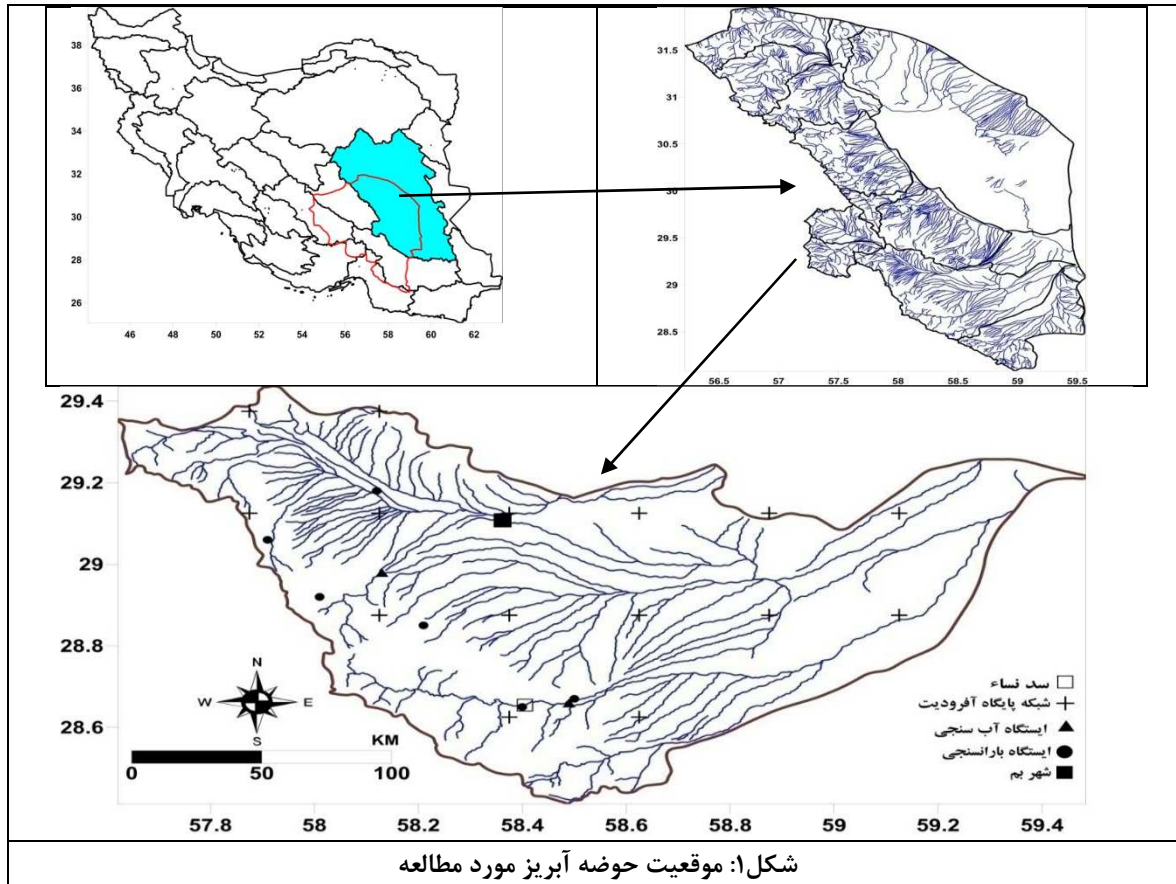 38
36
34
32
30
28
26
46 48 50 52 54 56 58 60 62
31.5
31
30.5
30
29.5
29
28.5
56.5 57 57.5 58 58.5 59 59.5
29.4
29.2
29
28.8
28.6
N
W E
S
KM
0 50 100
سد نساء
شبکه پایگاه آفرودیت
ایستگاه آب سنجی
ایستگاه بارانسنجی
شهر بم
57.8 58 58.2 58.4 58.6 58.8 59 59.2 59.4
شکل۱: موقعیت حوضه آبریز مورد مطالعه